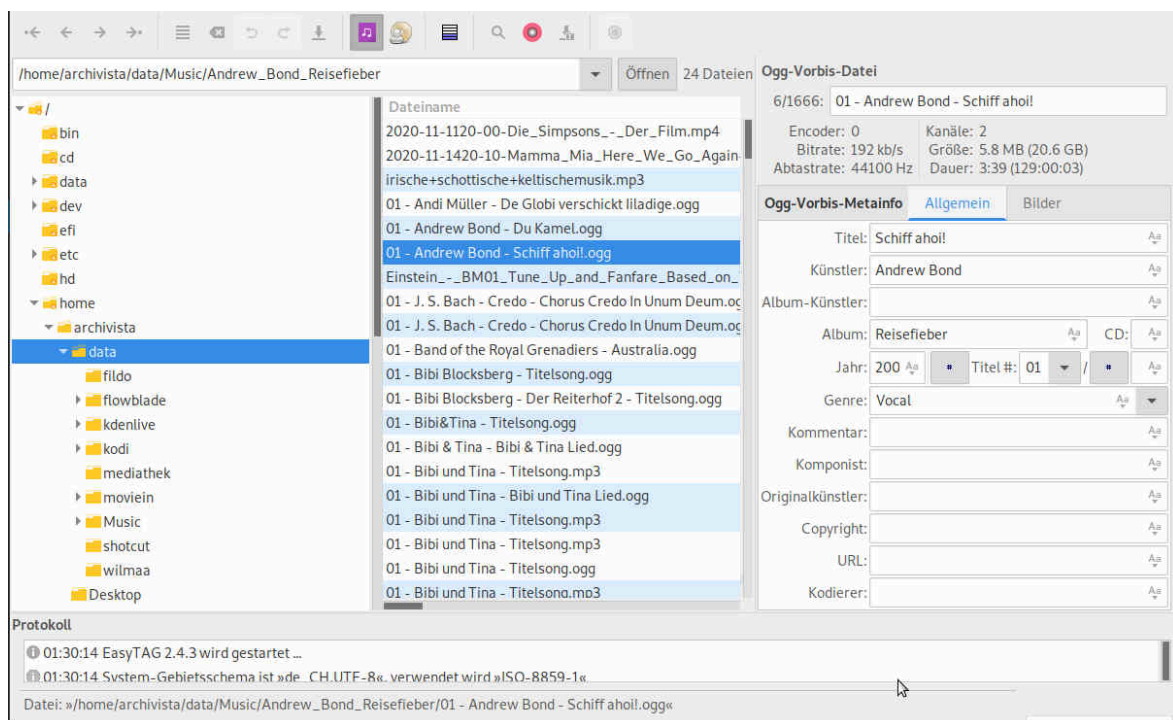 /home/archivista/data/Music/Andrew_Bond_Reisefieber
Öffnen
24 Dateien
/
bin
cd
data
dev
efi
etc
hd
home
archivista
data
fildo
flowblade
kdenlive
kodi
mediathek
moviein
Music
shotcut
wilmaa
Desktop
Dateiname
2020-11-1120-00-Die_Simpsons_-_Der_Film.mp4
2020-11-1420-10-Mamma_Mia_Here_We_Go_Again-
irische+schottische+keltischemusik.mp3
01 - Andi Müller - De Globi verschickt liladige.ogg
01 - Andrew Bond - Du Kamel.ogg
01 - Andrew Bond - Schiff ahoi!.ogg
Einstein_-_BM01_Tune_Up_and_Fanfare_Based_on_
01 - J. S. Bach - Credo - Chorus Credo In Unum Deum.og
01 - J. S. Bach - Credo - Chorus Credo In Unum Deum.og
01 - Band of the Royal Grenadiers - Australia.ogg
01 - Bibi Blocksberg - Titelsong.ogg
01 - Bibi Blocksberg - Der Reiterhof 2 - Titelsong.ogg
01 - Bibi&Tina - Titelsong.ogg
01 - Bibi & Tina - Bibi & Tina Lied.ogg
01 - Bibi und Tina - Titelsong.mp3
01 - Bibi und Tina - Bibi und Tina Lied.ogg
01 - Bibi und Tina - Titelsong.mp3
01 - Bibi und Tina - Titelsong.mp3
01 - Bibi und Tina - Titelsong.ogg
01 - Bibi und Tina - Titelsong.mp3
Ogg-Vorbis-Datei
6/1666: 01 - Andrew Bond - Schiff ahoi!
Encoder: 0 Kanäle: 2
Bitrate: 192 kb/s Größe: 5.8 MB (20.6 GB)
Abtastrate: 44100 Hz Dauer: 3:39 (129:00:03)
Ogg-Vorbis-Metainfo Allgemein Bilder
Titel: Schiff ahoi!
Künstler: Andrew Bond
Album-Künstler:
Album: Reisefieber CD:
Jahr: 200 Titel #: 01 /
Genre: Vocal
Kommentar:
Komponist:
Originalkünstler:
Copyright:
URL:
Kodierer:
Protokoll
01:30:14 EasyTAG 2.4.3 wird gestartet ...
01:30:14 System-Gebietsschema ist »de_CH.UTF-8«, verwendet wird »ISO-8859-1«
Datei: »/home/archivista/data/Music/Andrew_Bond_Reisefieber/01 - Andrew Bond - Schiff ahoi!.ogg«